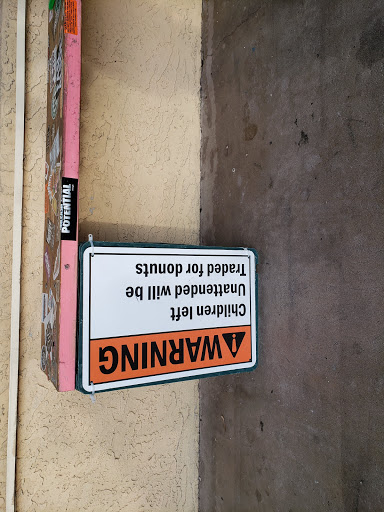 WARNING
Children left
Unattended will be
Traded for donuts
POTENTIAL